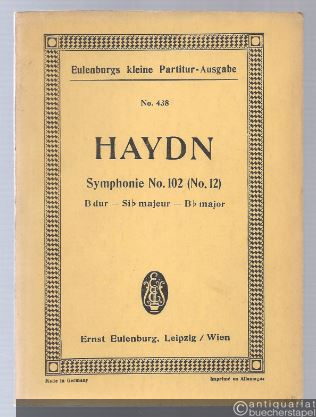 Eulenburgs kleine Partitur-Ausgabe
No. 438
HAYDN
Symphonie No. 102 (No. 12)
B dur — Si♭ majeur — B♭ major
Ernst Eulenburg, Leipzig / Wien
Made in Germany
Imprimé en Allemagne
antiquariat
buecherstapel